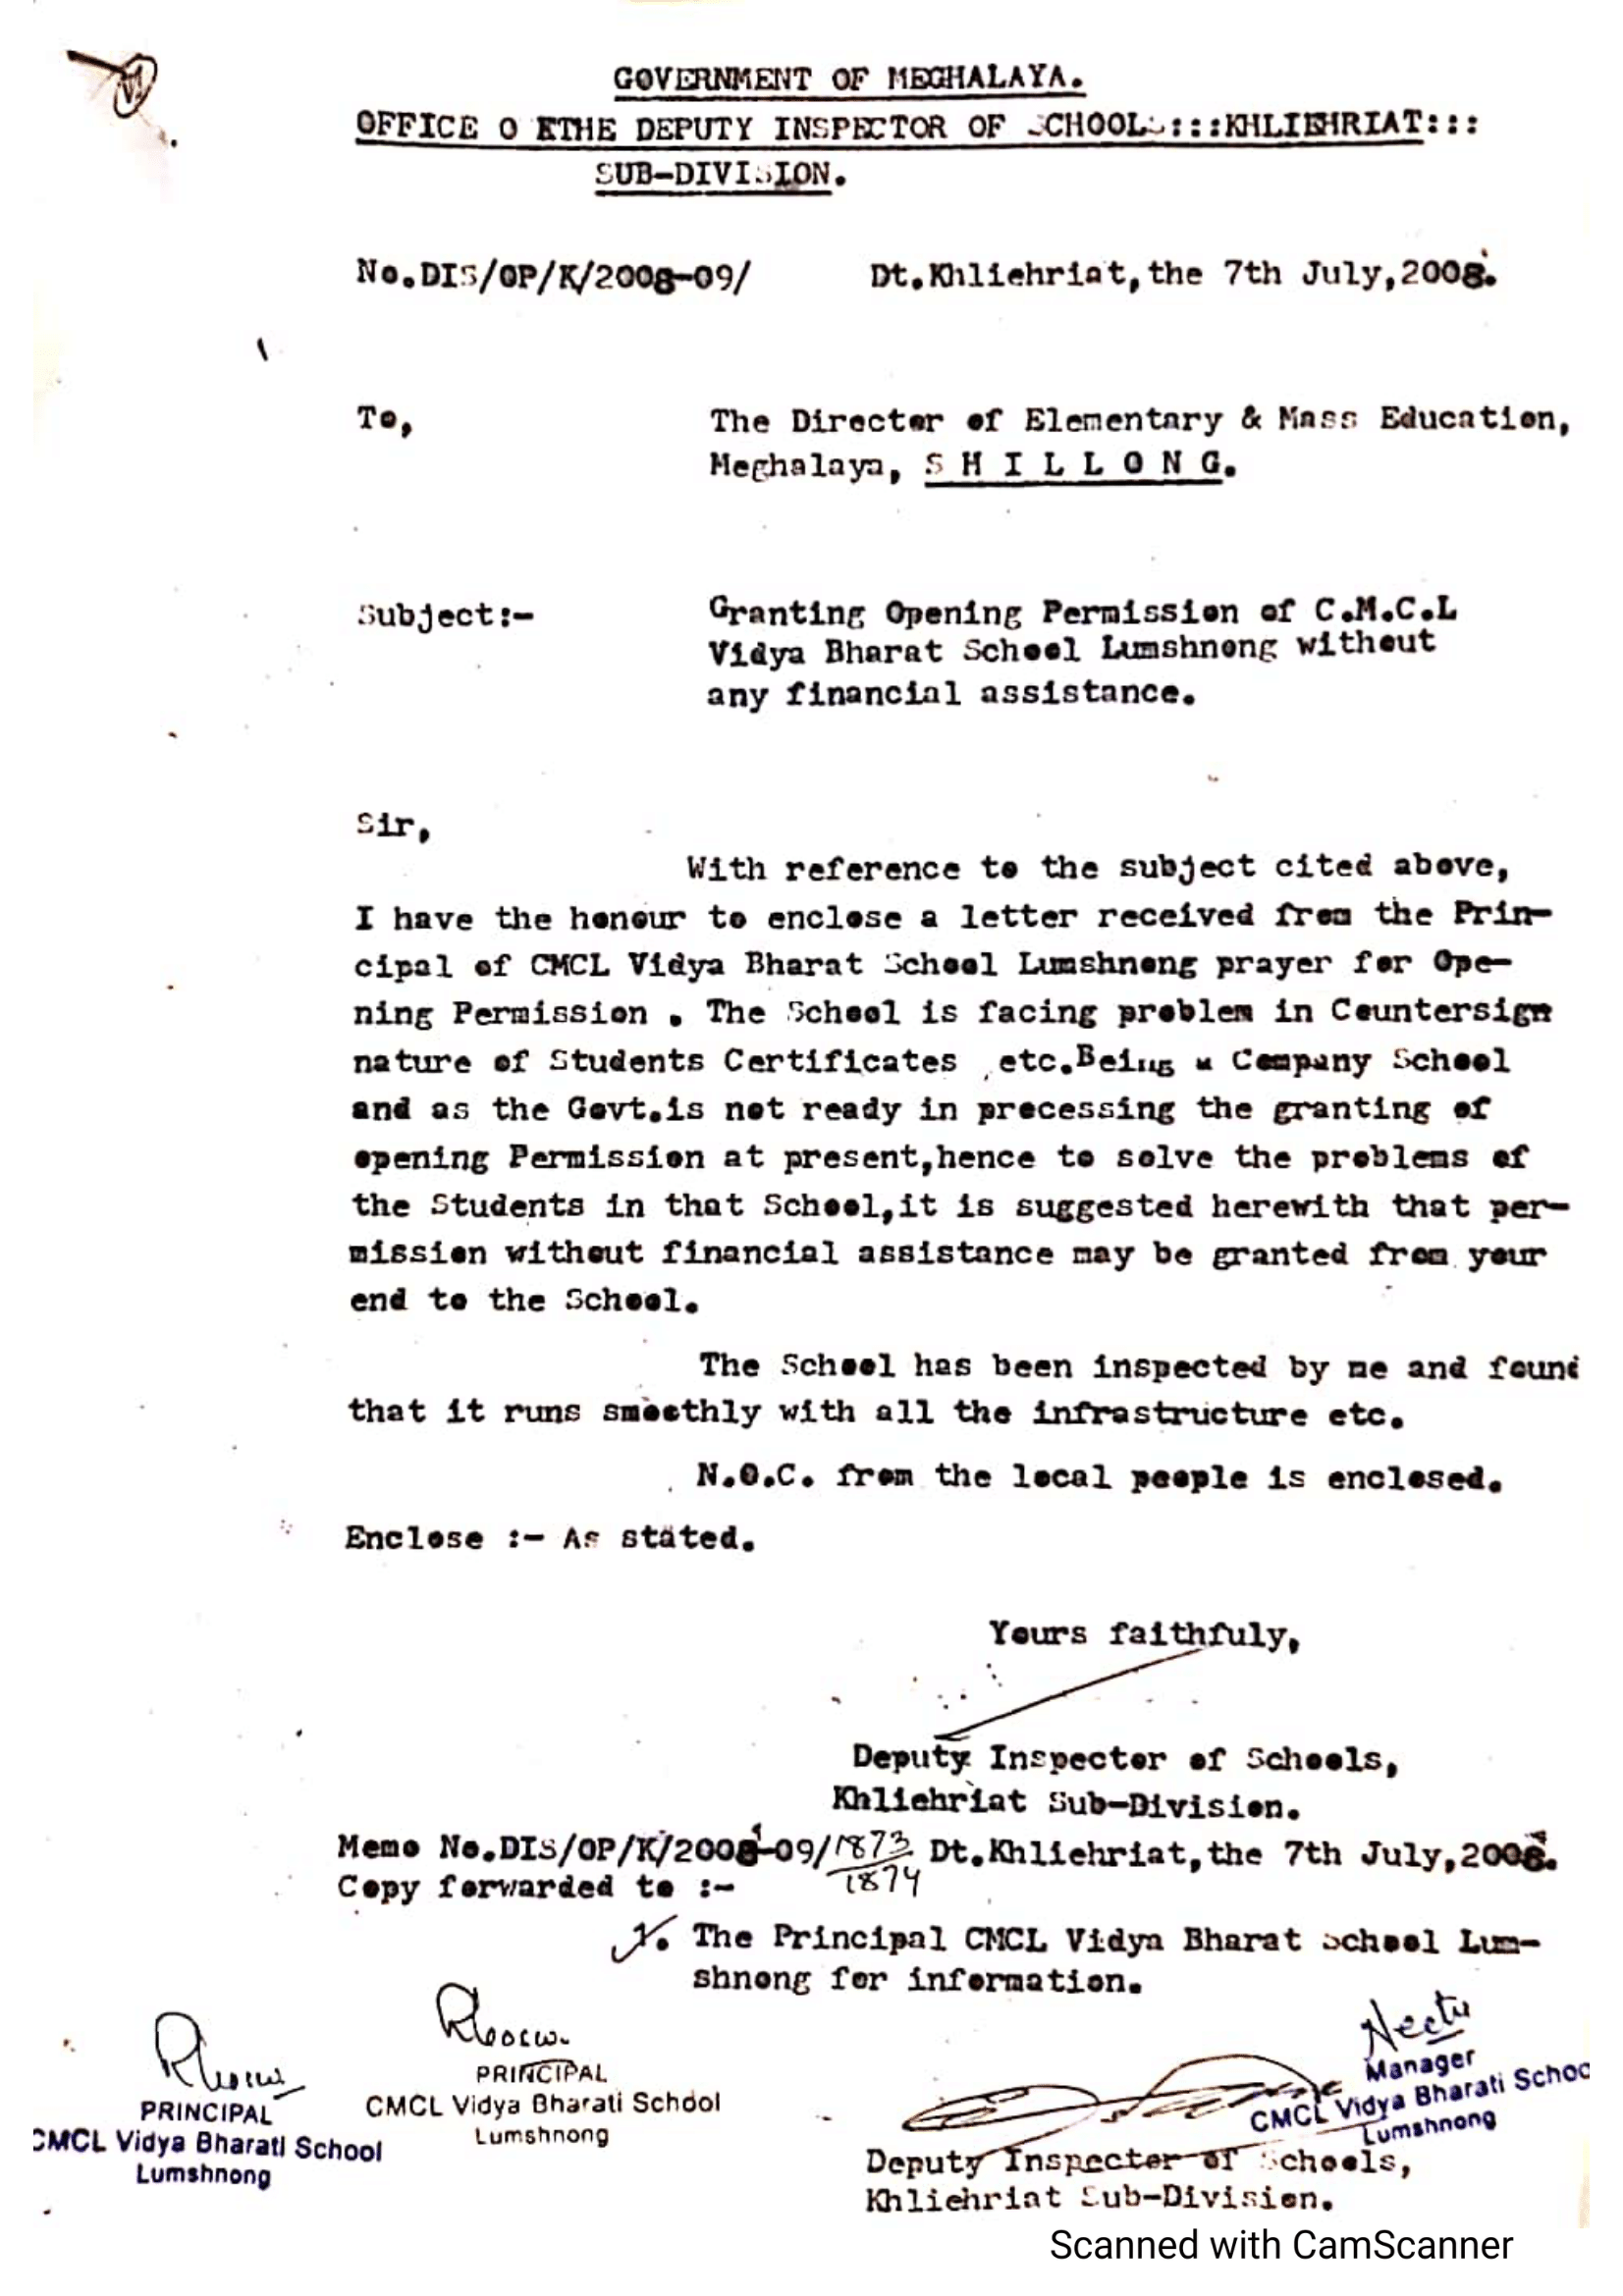 GOVERNMENT OF MEGHALAYA.
OFFICE O FTHE DEPUTY INSPECTOR OF SCHOOLS:::KHLIEHRIAT:::
SUB-DIVISION.
No.DIS/OP/K/2008-09/ Dt.Khliehriat,the 7th July,2008.
To,
The Director of Elementary & Mass Education,
Meghalaya, S H I L L O N G.
Subject:-
Granting Opening Permission of C.M.C.L
Vidya Bharat School Lumshnong without
any financial assistance.
Sir,
With reference to the subject cited above,
I have the honour to enclose a letter received from the Prin-
cipal of CMCL Vidya Bharat School Lumshnong prayer for Ope-
ning Permission . The School is facing problem in Countersign
nature of Students Certificates etc.Being a Company School
and as the Govt.is not ready in processing the granting of
opening Permission at present,hence to solve the problems of
the Students in that School,it is suggested herewith that per-
mission without financial assistance may be granted from your
end to the School.
The School has been inspected by me and found
that it runs smoothly with all the infrastructure etc.
N.O.C. from the local people is enclosed.
Enclose :- As stated.
Yours faithfuly,
Deputy Inspector of Schools,
Khliehriat Sub-Division.
Memo No.DIS/OP/K/2008-09/1873 Dt.Khliehriat,the 7th July,2008.
1874
Copy forwarded to :-
1. The Principal CMCL Vidya Bharat School Lum-
shnong for information.
PRINCIPAL
CMCL Vidya Bharati School
Lumshnong
PRINCIPAL
CMCL Vidya Bharati School
Lumshnong
Neetu
Manager
CMCL Vidya Bharati School
Lumshnong
Deputy Inspector of Schools,
Khliehriat Sub-Division.
Scanned with CamScanner